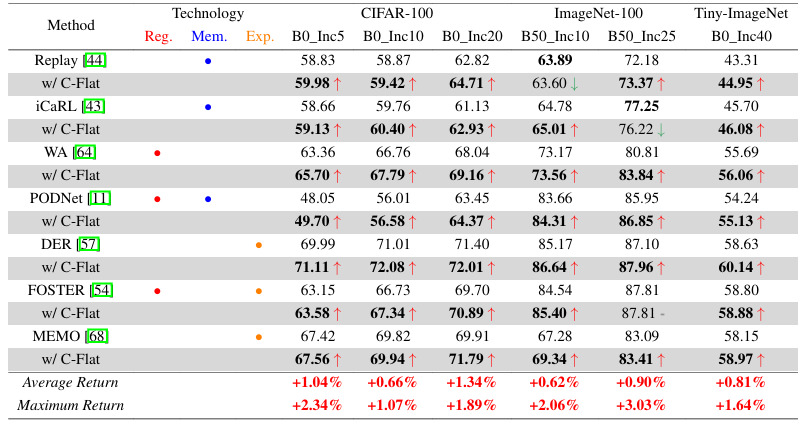 Method Technology CIFAR-100 ImageNet-100 Tiny-ImageNet
Reg. Mem. Exp. B0_Inc5 B0_Inc10 B0_Inc20 B50_Inc10 B50_Inc25 B0_Inc40
Replay [44] • 58.83 58.87 62.82 63.89 72.18 43.31
w/ C-Flat 59.98 ↑ 59.42 ↑ 64.71 ↑ 63.60 ↓ 73.37 ↑ 44.95 ↑
iCaRL [43] • 58.66 59.76 61.13 64.78 77.25 45.70
w/ C-Flat 59.13 ↑ 60.40 ↑ 62.93 ↑ 65.01 ↑ 76.22 ↓ 46.08 ↑
WA [64] • 63.36 66.76 68.04 73.17 80.81 55.69
w/ C-Flat 65.70 ↑ 67.79 ↑ 69.16 ↑ 73.56 ↑ 83.84 ↑ 56.06 ↑
PODNet [11] • • 48.05 56.01 63.45 83.66 85.95 54.24
w/ C-Flat 49.70 ↑ 56.58 ↑ 64.37 ↑ 84.31 ↑ 86.85 ↑ 55.13 ↑
DER [57] • 69.99 71.01 71.40 85.17 87.10 58.63
w/ C-Flat 71.11 ↑ 72.08 ↑ 72.01 ↑ 86.64 ↑ 87.96 ↑ 60.14 ↑
FOSTER [54] • • 63.15 66.73 69.70 84.54 87.81 58.80
w/ C-Flat 63.58 ↑ 67.34 ↑ 70.89 ↑ 85.40 ↑ 87.81 - 58.88 ↑
MEMO [68] • 67.42 69.82 69.91 67.28 83.09 58.15
w/ C-Flat 67.56 ↑ 69.94 ↑ 71.79 ↑ 69.34 ↑ 83.41 ↑ 58.97 ↑
Average Return +1.04% +0.66% +1.34% +0.62% +0.90% +0.81%
Maximum Return +2.34% +1.07% +1.89% +2.06% +3.03% +1.64%